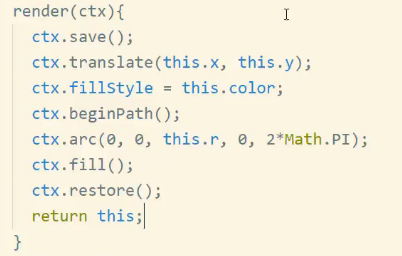 render(ctx){
ctx.save();
ctx.translate(this.x, this.y);
ctx.fillStyle = this.color;
ctx.beginPath();
ctx.arc(0, 0, this.r, 0, 2*Math.PI);
ctx.fill();
ctx.restore();
return this;
}